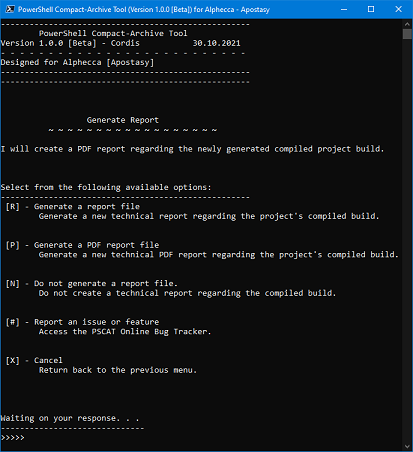 PowerShell Compact-Archive Tool (Version 1.0.0 [Beta]) for Alphecca - Apostasy
------------------------------------------------------
PowerShell Compact-Archive Tool
Version 1.0.0 [Beta] - Cordis 30.10.2021
- - - - - - - - - - - - - - - - - - - - - - - - - - -
Designed for Alphecca [Apostasy]
------------------------------------------------------
------------------------------------------------------
Generate Report
~ ~ ~ ~ ~ ~ ~ ~ ~ ~ ~ ~ ~ ~ ~ ~ ~ ~
I will create a PDF report regarding the newly generated compiled project build.
Select from the following available options:
------------------------------------------------------
[R] - Generate a report file
Generate a new technical report regarding the project's compiled build.
[P] - Generate a PDF report file
Generate a new technical PDF report regarding the project's compiled build.
[N] - Do not generate a report file.
Do not create a technical report regarding the compiled build.
[#] - Report an issue or feature
Access the PSCAT Online Bug Tracker.
[X] - Cancel
Return back to the previous menu.
Waiting on your response. . .
-------------------------------
>>>>>